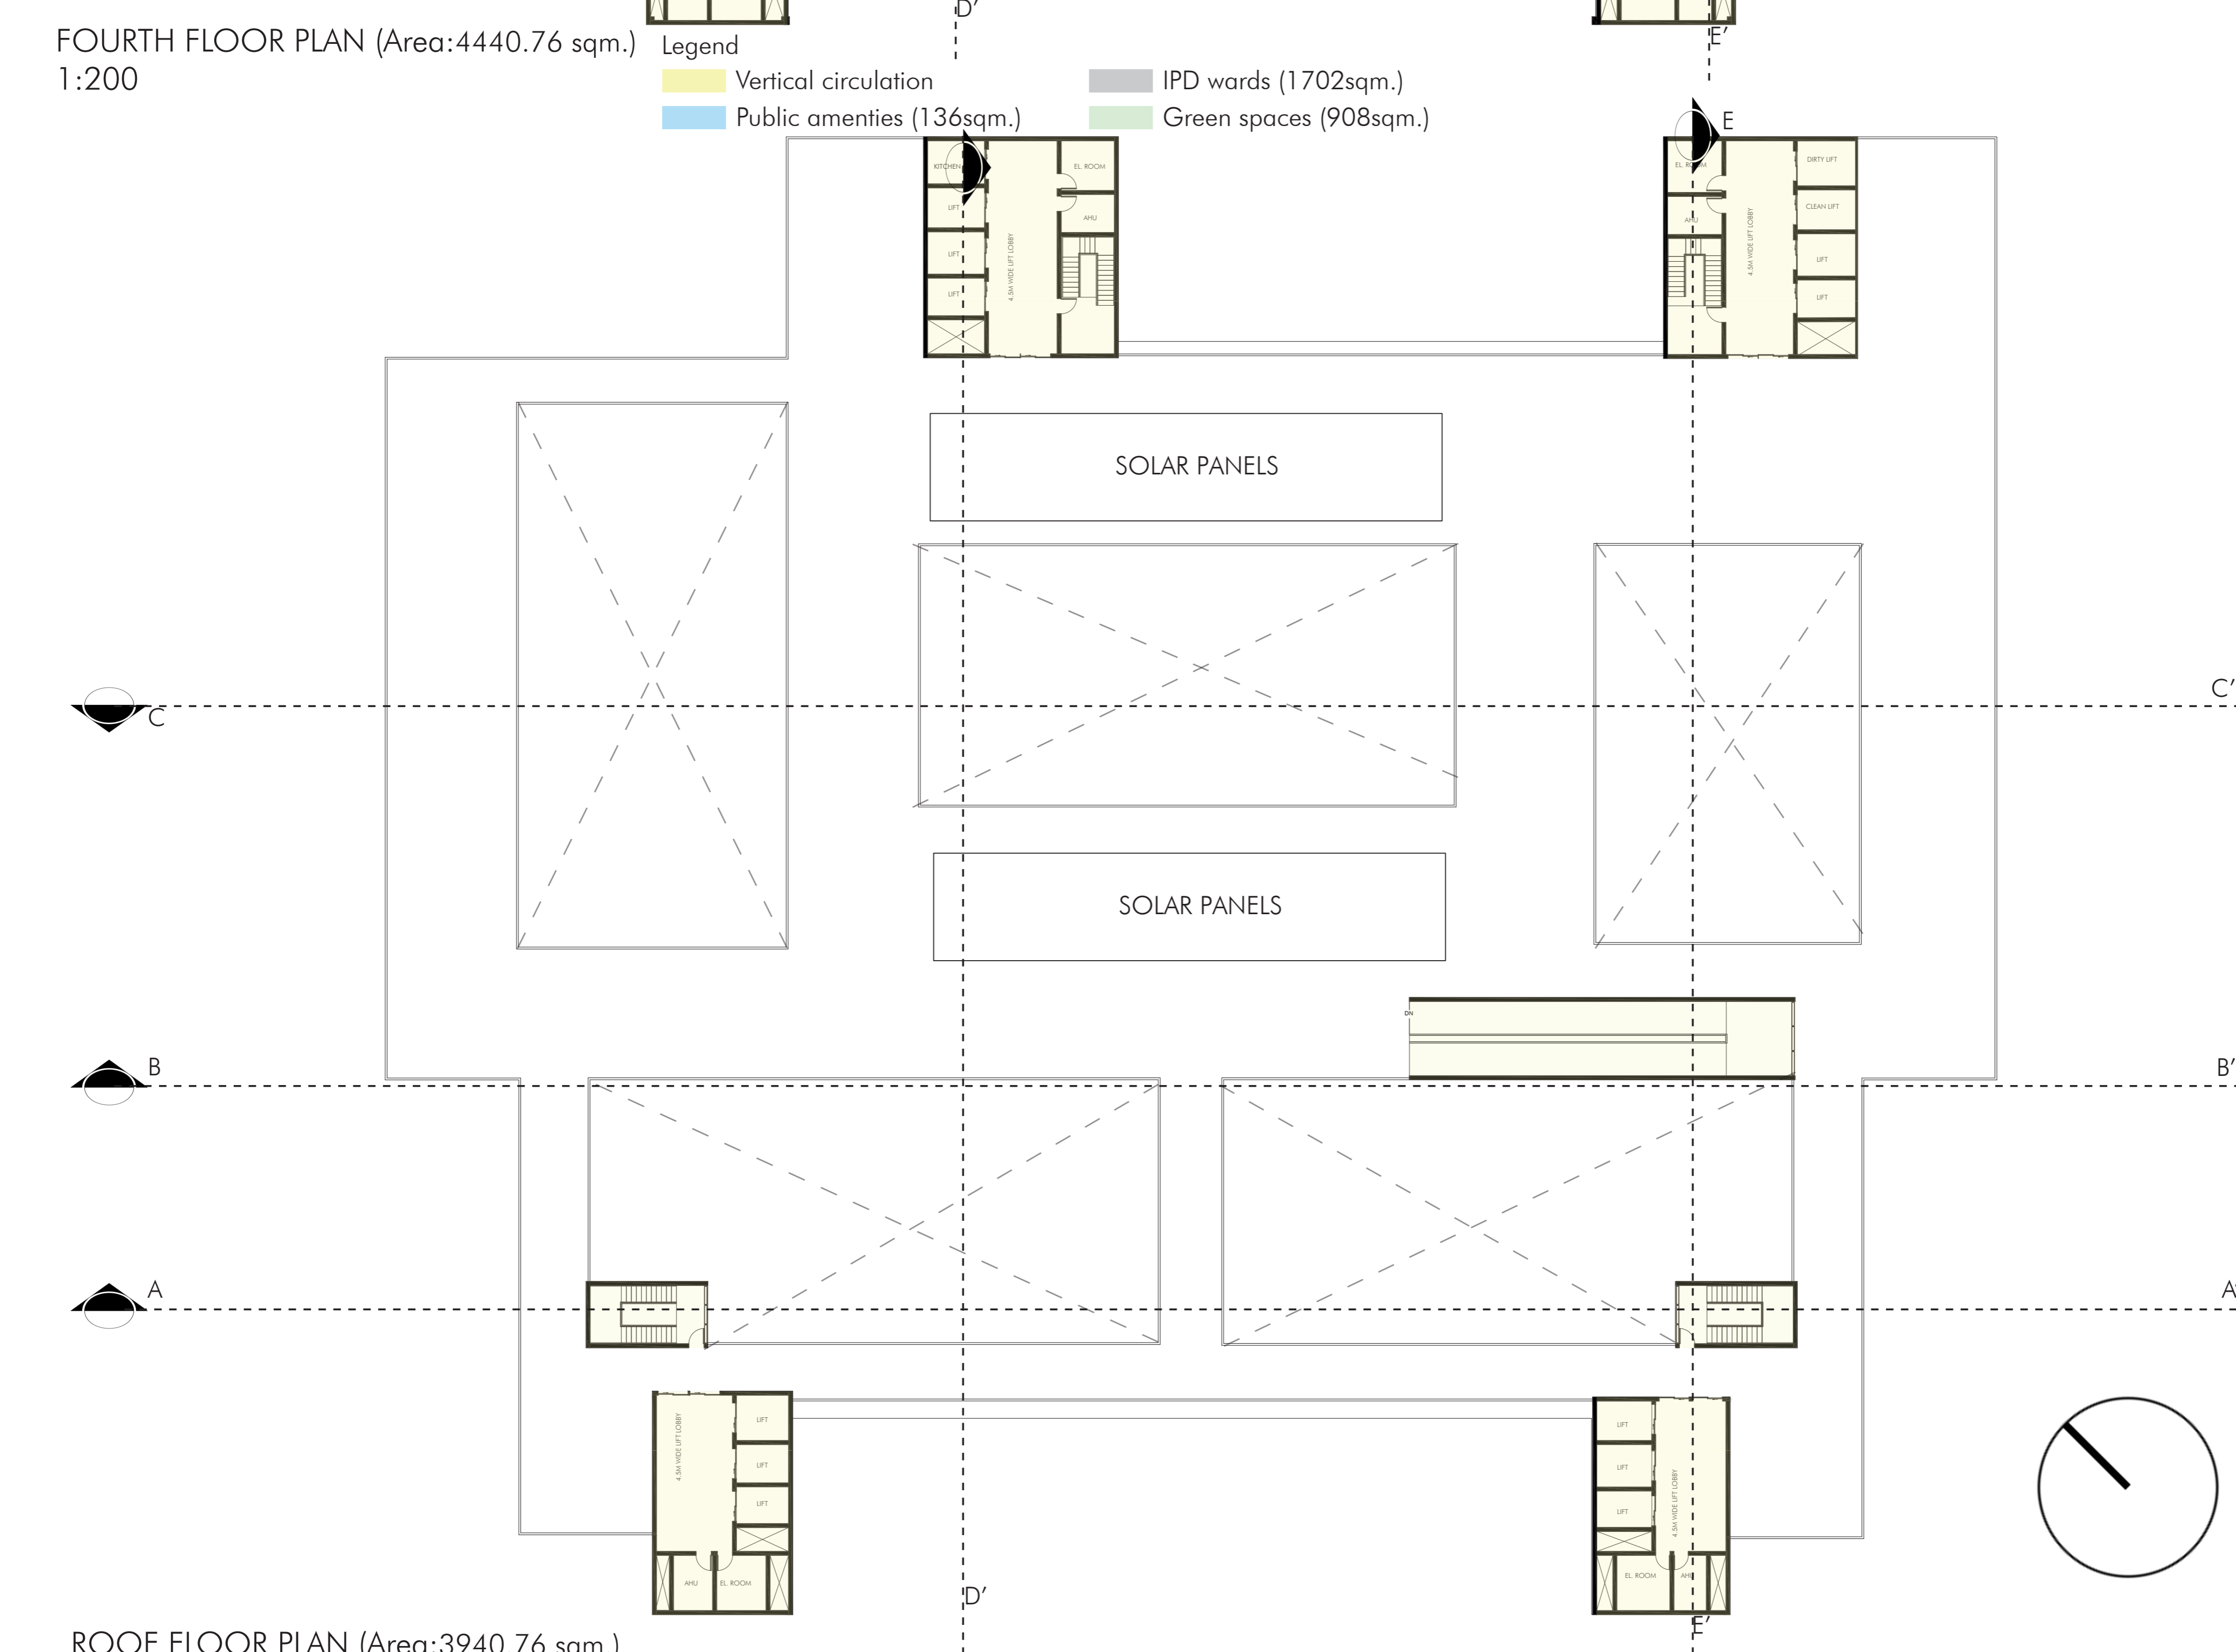 D’
E’
FOURTH FLOOR PLAN (Area:4440.76 sqm.)
1:200
Legend
Vertical circulation
IPD wards (1702sqm.)
Public amenties (136sqm.)
Green spaces (908sqm.)
E
KITCHEN
EL. ROOM
EL. ROOM
DIRTY LIFT
LIFT
AHU
AHU
CLEAN LIFT
LIFT
4.5M WIDE LIFT LOBBY
4.5M WIDE LIFT LOBBY
LIFT
LIFT
LIFT
SOLAR PANELS
C
C’
SOLAR PANELS
DN
B
B’
A
A’
4.5M WIDE LIFT LOBBY
LIFT
LIFT
LIFT
LIFT
LIFT
LIFT
4.5M WIDE LIFT LOBBY
AHU
EL. ROOM
EL. ROOM
AHU
D’
E’
ROOF FLOOR PLAN (Area:3940.76 sqm.)